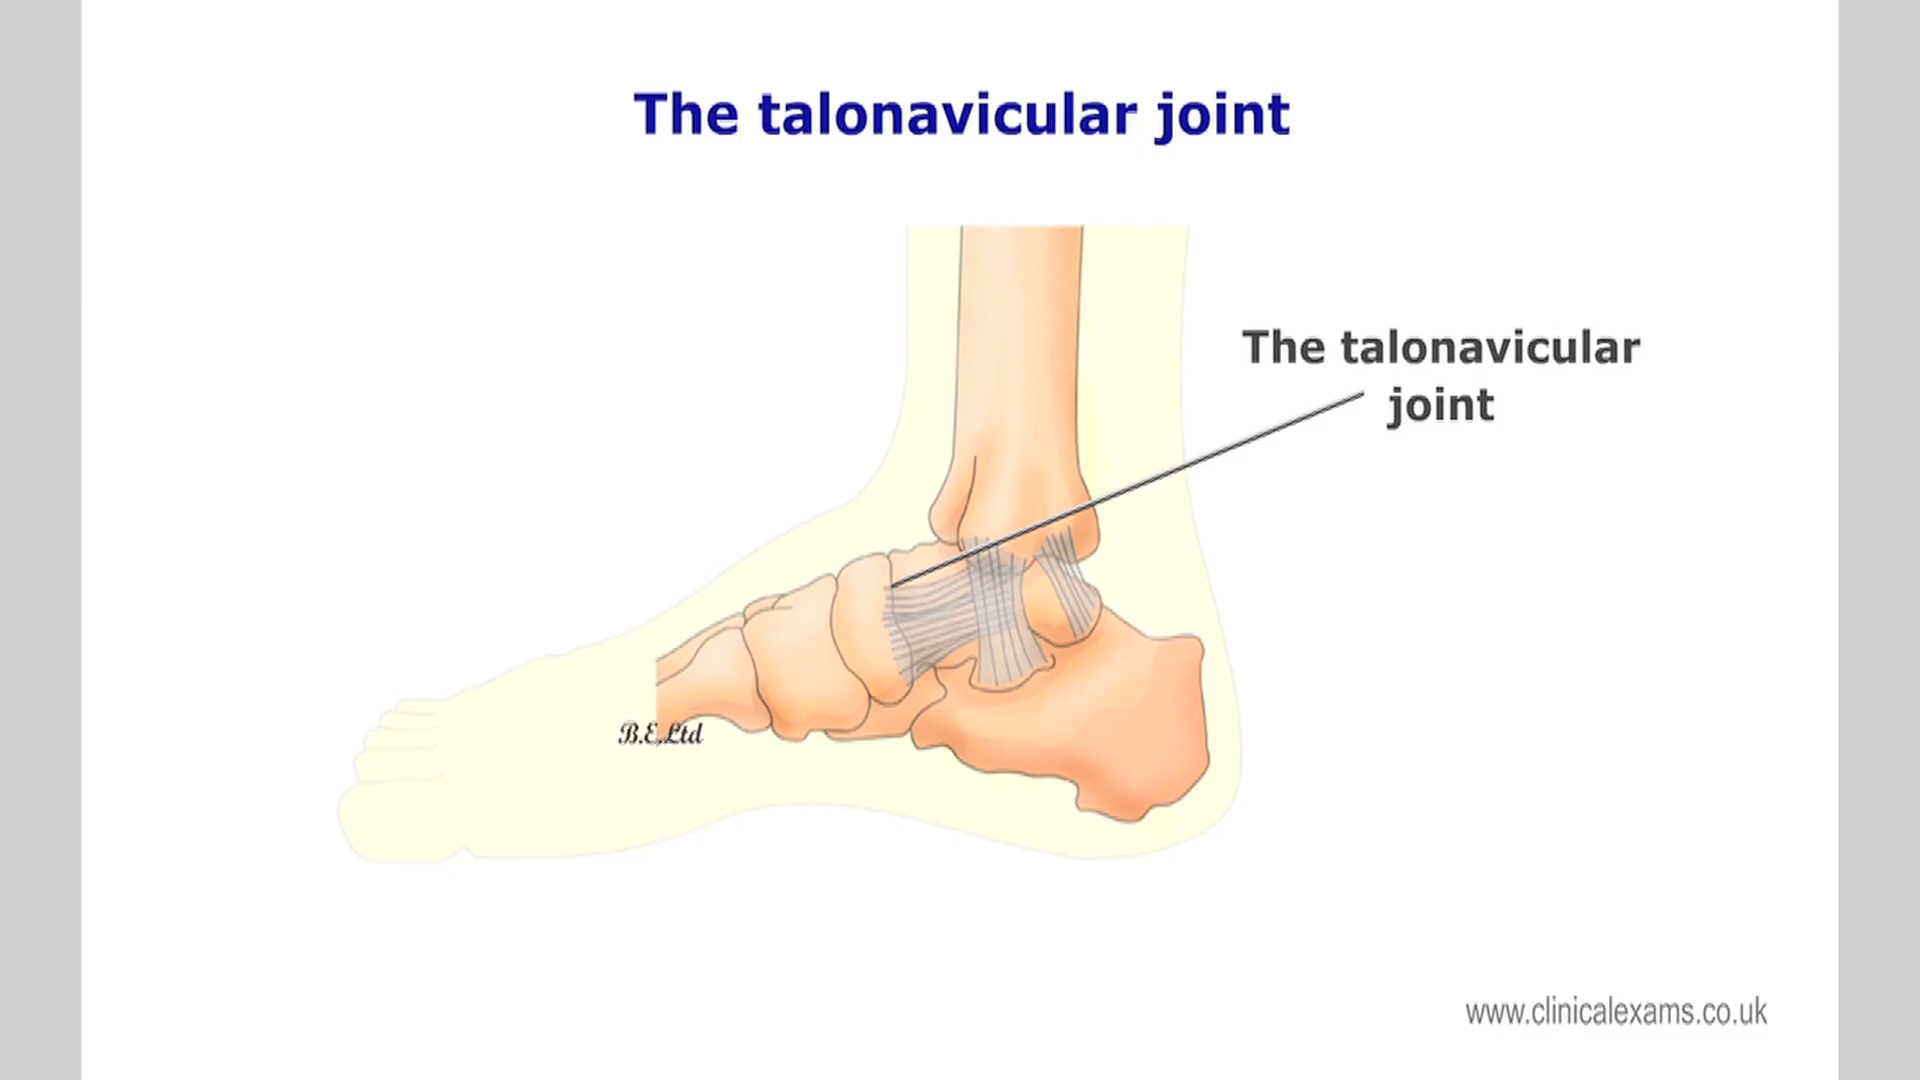 The talonavicular joint
The talonavicular
joint
B.E.Ltd
www.clinicalexams.co.uk